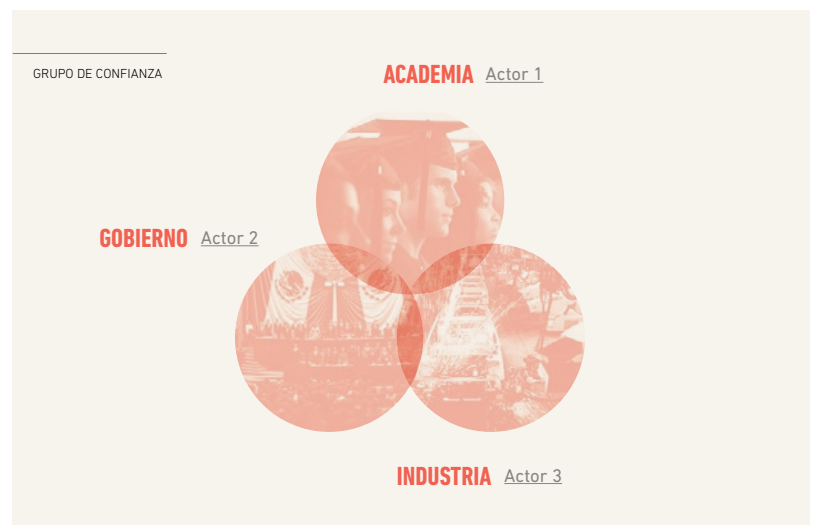 GRUPO DE CONFIANZA
ACADEMIA Actor 1
GOBIERNO Actor 2
INDUSTRIA Actor 3